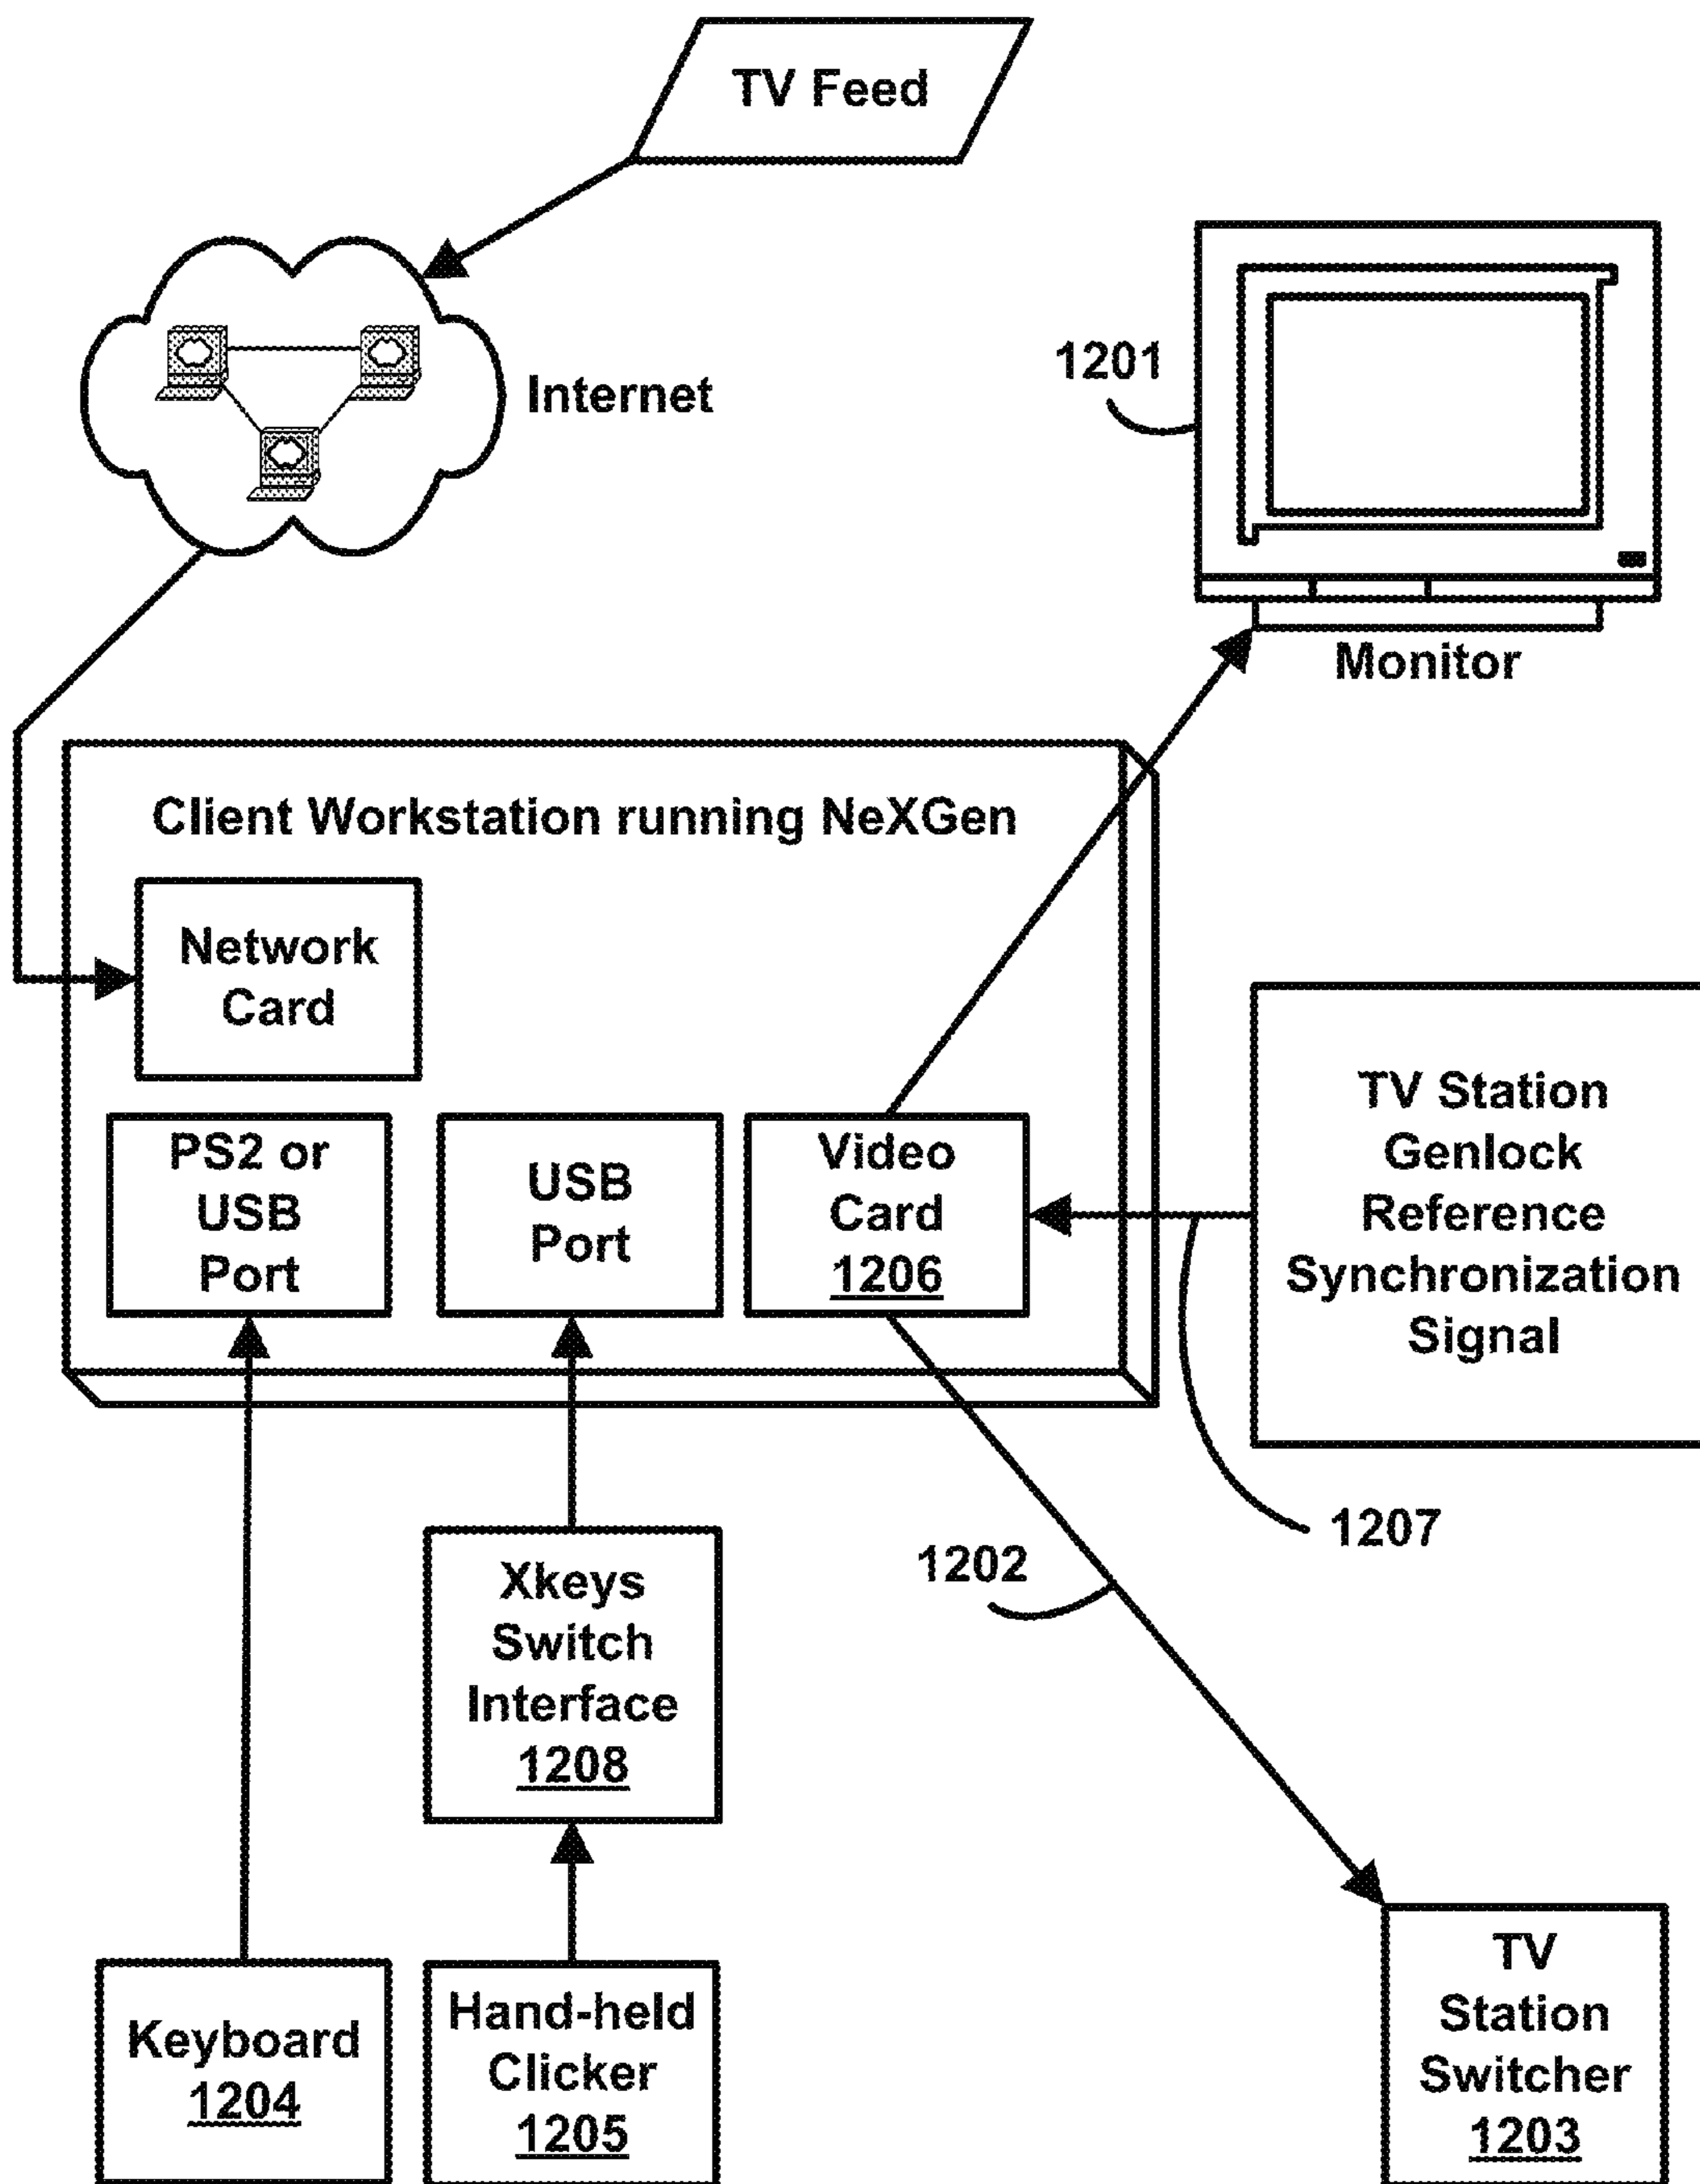 TV Feed
Internet
1201
Monitor
Client Workstation running NeXGen
Network
Card
PS2 or
USB
Port
USB
Port
Video
Card
1206
TV Station
Genlock
Reference
Synchronization
Signal
1207
1202
Xkeys
Switch
Interface
1208
Keyboard
1204
Hand-held
Clicker
1205
TV
Station
Switcher
1203